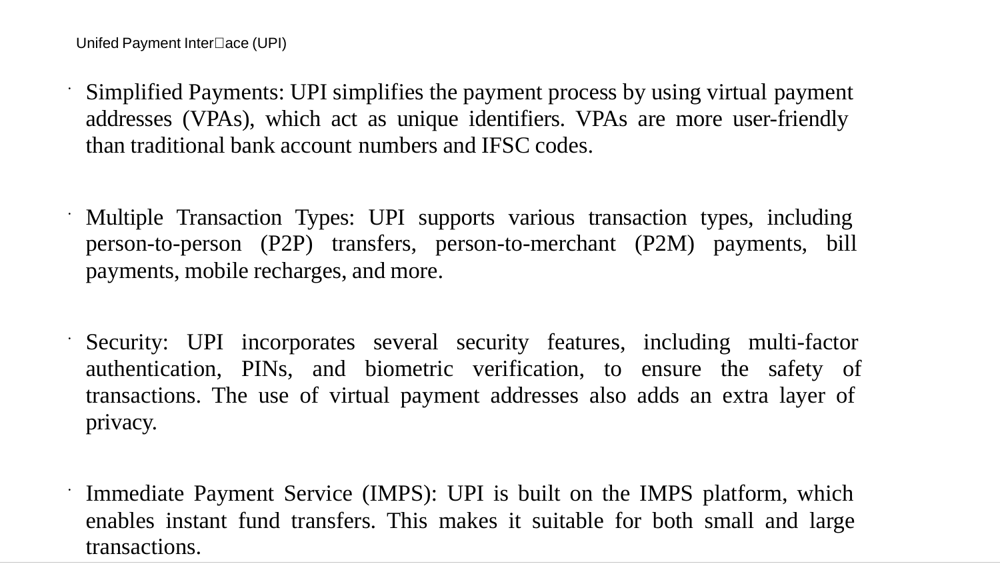 Unifed Payment Inter▯ace (UPI)
· Simplified Payments: UPI simplifies the payment process by using virtual payment
addresses (VPAs), which act as unique identifiers. VPAs are more user-friendly
than traditional bank account numbers and IFSC codes.
· Multiple Transaction Types: UPI supports various transaction types, including
person-to-person (P2P) transfers, person-to-merchant (P2M) payments, bill
payments, mobile recharges, and more.
· Security: UPI incorporates several security features, including multi-factor
authentication, PINs, and biometric verification, to ensure the safety of
transactions. The use of virtual payment addresses also adds an extra layer of
privacy.
· Immediate Payment Service (IMPS): UPI is built on the IMPS platform, which
enables instant fund transfers. This makes it suitable for both small and large
transactions.